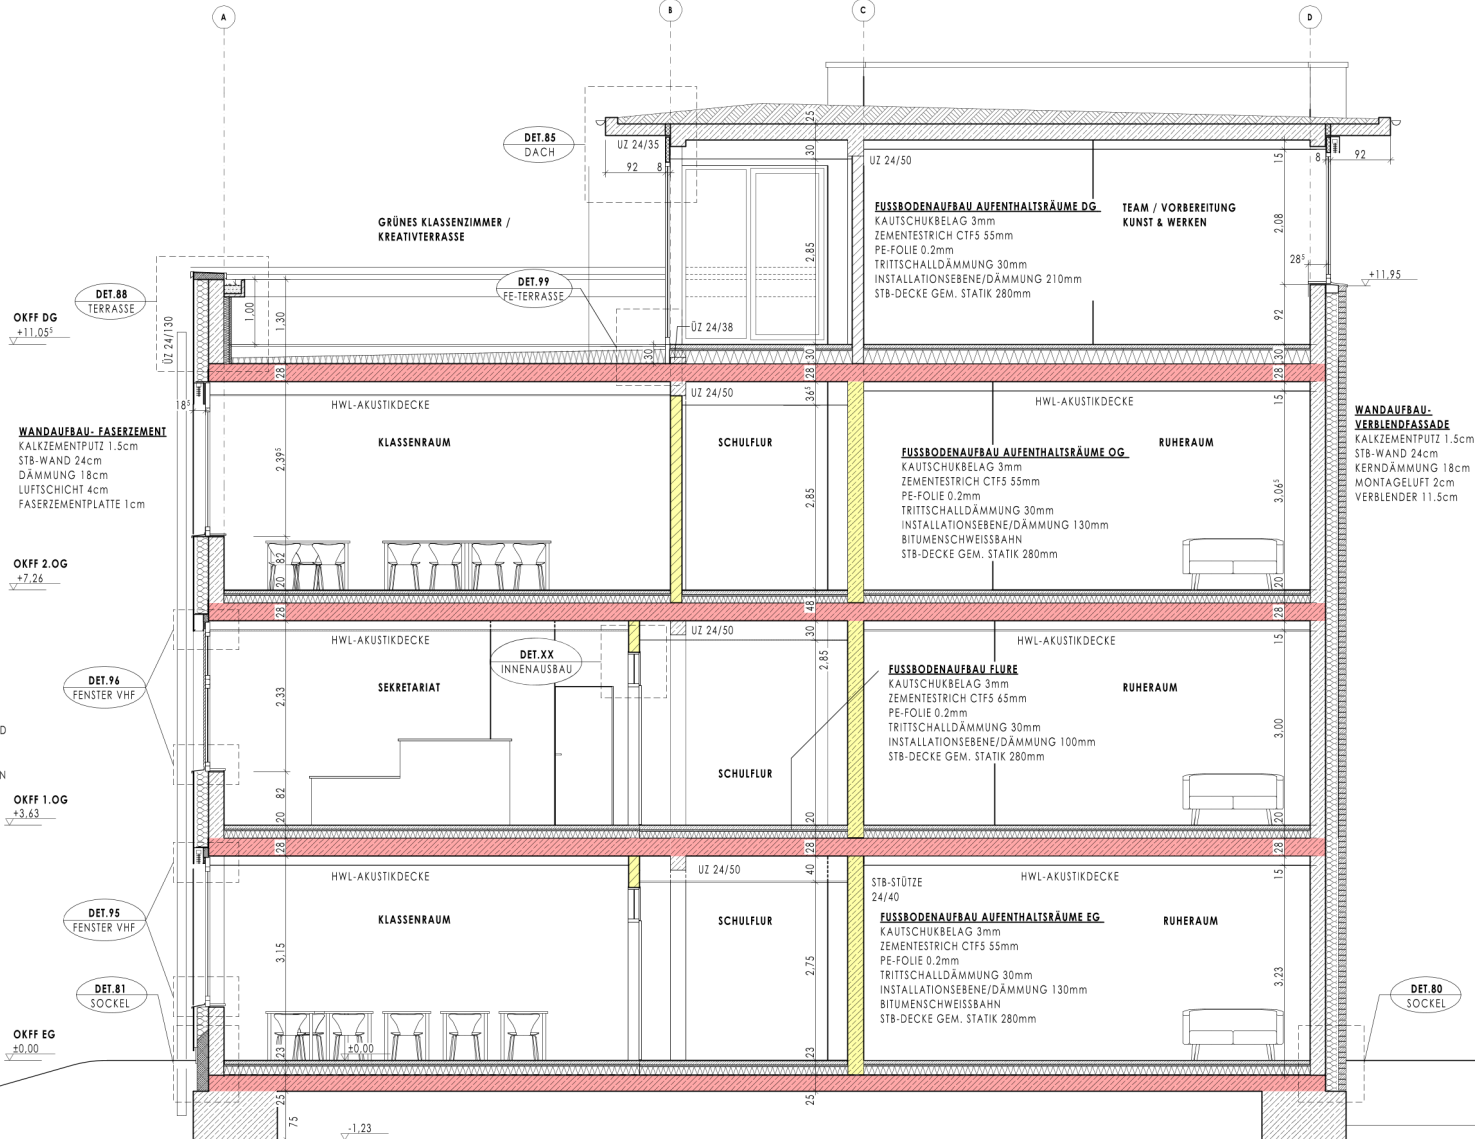 A
B
C
D
DET.85
DACH
UZ 24/35
92
8
25
30
UZ 24/50
15
8
92
GRÜNES KLASSENZIMMER /
KREATIVTERRASSE
FUSSBODENAUFBAU AUFENTHALTSRÄUME DG
KAUTSCHUKBELAG 3mm
ZEMENTESTRICH CTF5 55mm
PE-FOLIE 0.2mm
TRITTSCHALLDÄMMUNG 30mm
INSTALLATIONSEBENE/DÄMMUNG 210mm
STB-DECKE GEM. STATIK 280mm
TEAM / VORBEREITUNG
KUNST & WERKEN
2,08
2,85
28⁵
+11,95
92
DET.88
TERRASSE
DET.99
FE-TERRASSE
OKFF DG
+11,05⁵
ÜZ 24/130
1,00
1,30
ÜZ 24/38
30
30
30
28
28
28
18⁵
HWL-AKUSTIKDECKE
UZ 24/50
36⁵
HWL-AKUSTIKDECKE
15
WANDAUFBAU- FASERZEMENT
KALKZEMENTPUTZ 1.5cm
STB-WAND 24cm
DÄMMUNG 18cm
LUFTSCHICHT 4cm
FASERZEMENTPLATTE 1cm
KLASSENRAUM
2,39⁵
SCHULFLUR
2,85
FUSSBODENAUFBAU AUFENTHALTSRÄUME OG
KAUTSCHUKBELAG 3mm
ZEMENTESTRICH CTF5 55mm
PE-FOLIE 0.2mm
TRITTSCHALLDÄMMUNG 30mm
INSTALLATIONSEBENE/DÄMMUNG 130mm
BITUMENSCHWEISSBAHN
STB-DECKE GEM. STATIK 280mm
RUHERAUM
3,06⁵
WANDAUFBAU-
VERBLENDFASSADE
KALKZEMENTPUTZ 1.5cm
STB-WAND 24cm
KERNDÄMMUNG 18cm
MONTAGELUFT 2cm
VERBLENDER 11.5cm
OKFF 2.OG
+7,26
82
20
20
28
48
28
HWL-AKUSTIKDECKE
UZ 24/50
30
HWL-AKUSTIKDECKE
15
DET.XX
INNENAUSBAU
2,85
DET.96
FENSTER VHF
SEKRETARIAT
2,33
FUSSBODENAUFBAU FLURE
KAUTSCHUKBELAG 3mm
ZEMENTESTRICH CTF5 65mm
PE-FOLIE 0.2mm
TRITTSCHALLDÄMMUNG 30mm
INSTALLATIONSEBENE/DÄMMUNG 100mm
STB-DECKE GEM. STATIK 280mm
RUHERAUM
3,00
D
N
SCHULFLUR
OKFF 1.OG
+3,63
82
20
20
20
28
28
28
HWL-AKUSTIKDECKE
UZ 24/50
40
STB-STÜTZE
24/40
HWL-AKUSTIKDECKE
15
DET.95
FENSTER VHF
KLASSENRAUM
3,15
SCHULFLUR
2,75
FUSSBODENAUFBAU AUFENTHALTSRÄUME EG
KAUTSCHUKBELAG 3mm
ZEMENTESTRICH CTF5 55mm
PE-FOLIE 0.2mm
TRITTSCHALLDÄMMUNG 30mm
INSTALLATIONSEBENE/DÄMMUNG 130mm
BITUMENSCHWEISSBAHN
STB-DECKE GEM. STATIK 280mm
RUHERAUM
3,23
DET.81
SOCKEL
DET.80
SOCKEL
OKFF EG
±0,00
23
±0,00
23
25
25
75
-1,23